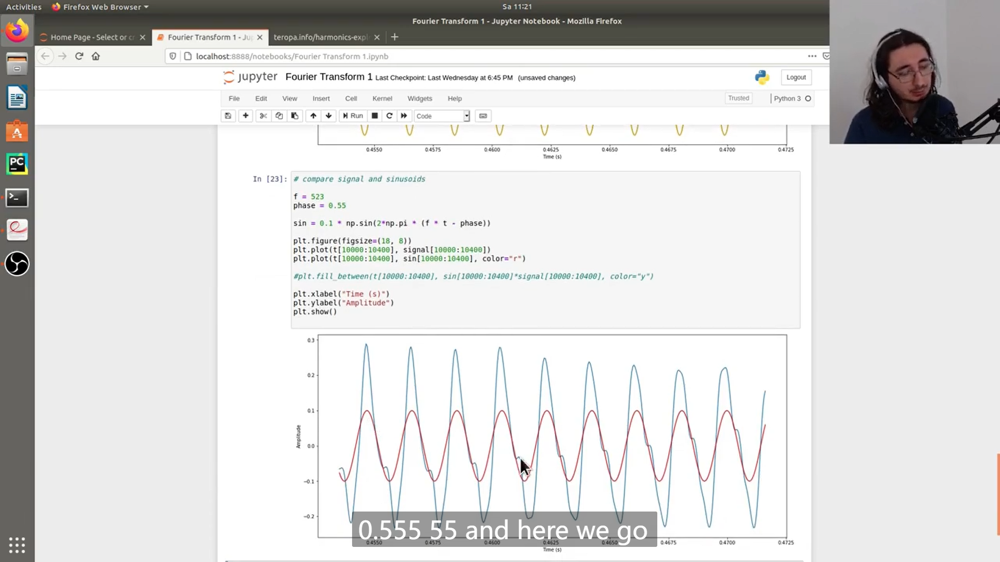 Activities
Firefox Web Browser
Sa 11:21
Fourier Transform 1 - Jupyter Notebook - Mozilla Firefox
Home Page - Select or cr
Fourier Transform 1 - Ju
teropa.info/harmonics-expl
localhost:8888/notebooks/Fourier Transform 1.ipynb
jupyter
Fourier Transform 1
Last Checkpoint: Last Wednesday at 6:45 PM
(unsaved changes)
Logout
File
Edit
View
Insert
Cell
Kernel
Widgets
Help
Trusted
Python 3
Run
Code
0.4550 0.4575 0.4600 0.4625 0.4650 0.4675 0.4700 0.4725
Time (s)
In [23]:
# compare signal and sinusoids
f = 523
phase = 0.55
sin = 0.1 * np.sin(2*np.pi * (f * t - phase))
plt.figure(figsize=(18, 8))
plt.plot(t[10000:10400], signal[10000:10400])
plt.plot(t[10000:10400], sin[10000:10400], color="r")
#plt.fill_between(t[10000:10400], sin[10000:10400]*signal[10000:10400], color="y")
plt.xlabel("Time (s)")
plt.ylabel("Amplitude")
plt.show()
0.3
0.2
0.1
0.0
−0.1
−0.2
Amplitude
0.555 55 and here we go
0.4550 0.4575 0.4600 0.4625 0.4650 0.4675 0.4700 0.4725
Time (s)
PC